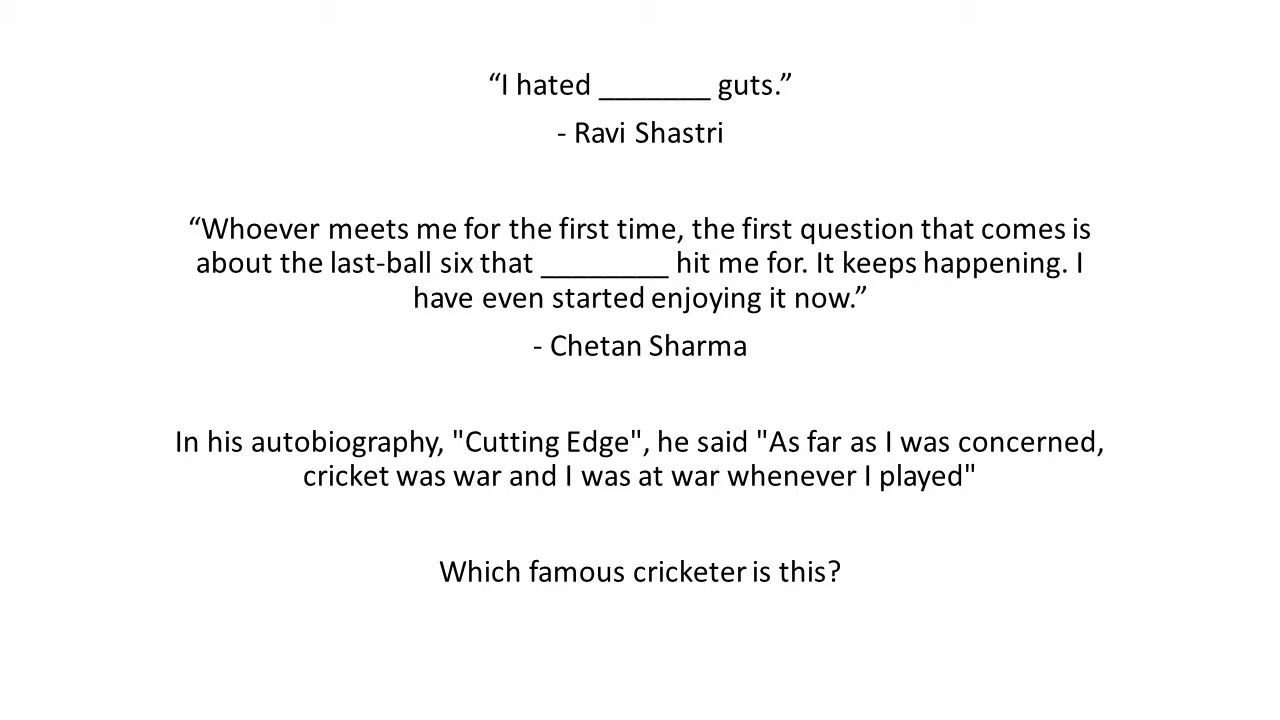 “I hated _______ guts.”
- Ravi Shastri
“Whoever meets me for the first time, the first question that comes is
about the last-ball six that ________ hit me for. It keeps happening. I
have even started enjoying it now.”
- Chetan Sharma
In his autobiography, "Cutting Edge", he said "As far as I was concerned,
cricket was war and I was at war whenever I played"
Which famous cricketer is this?